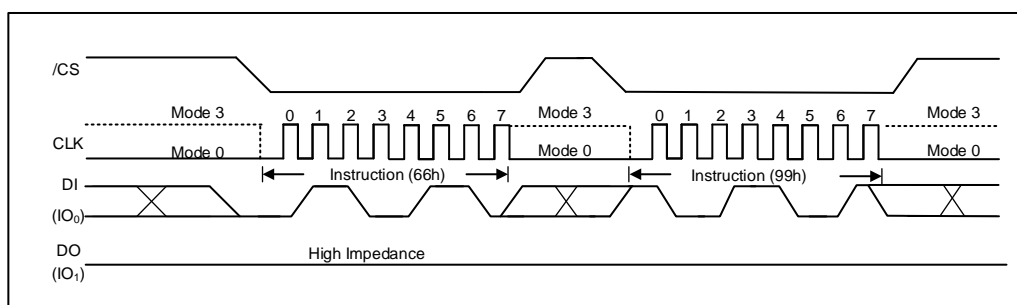 /CS
Mode 3 0 1 2 3 4 5 6 7 Mode 3 0 1 2 3 4 5 6 7 Mode 3
CLK
Mode 0 Mode 0 Mode 0
Instruction (66h) Instruction (99h)
DI
(IO₀)
DO High Impedance
(IO₁)